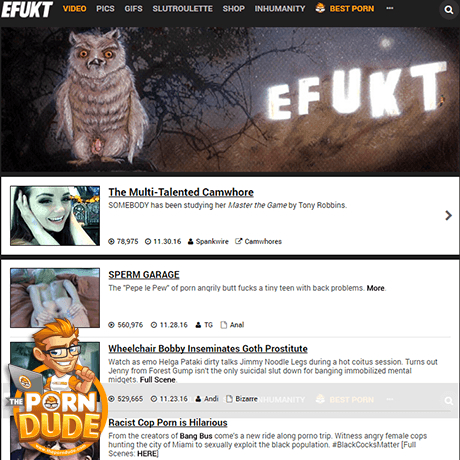 EFUKT VIDEO PICS GIFS SLUTROULETTE SHOP INHUMANITY BEST PORN
EFUKT
The Multi-Talented Camwhore
SOMEBODY has been studying her Master the Game by Tony Robbins.
78,975 11.30.16 Spankwire Camwhores
SPERM GARAGE
The "Pepe le Pew" of porn angrily butt fucks a tiny teen with back problems. More.
560,976 11.28.16 TG Anal
Wheelchair Bobby Inseminates Goth Prostitute
Watch as emo Helga Pataki dirty talks Jimmy Noodle Legs during a hot coitus session. Turns out
Jenny from Forest Gump isn't the only suicidal slut down for banging immobilized mental
midgets. Full Scene.
529,665 11.23.16 Andi Bizarre
INHUMANITY BEST PORN
THE PORN DUDE
Racist Cop Porn is Hilarious
From the creators of Bang Bus come's a new ride along porno trip. Witness angry female cops
hunting the city of Miami to sexually exploit the black population. #BlackCocksMatter [Full
Scenes: HERE]